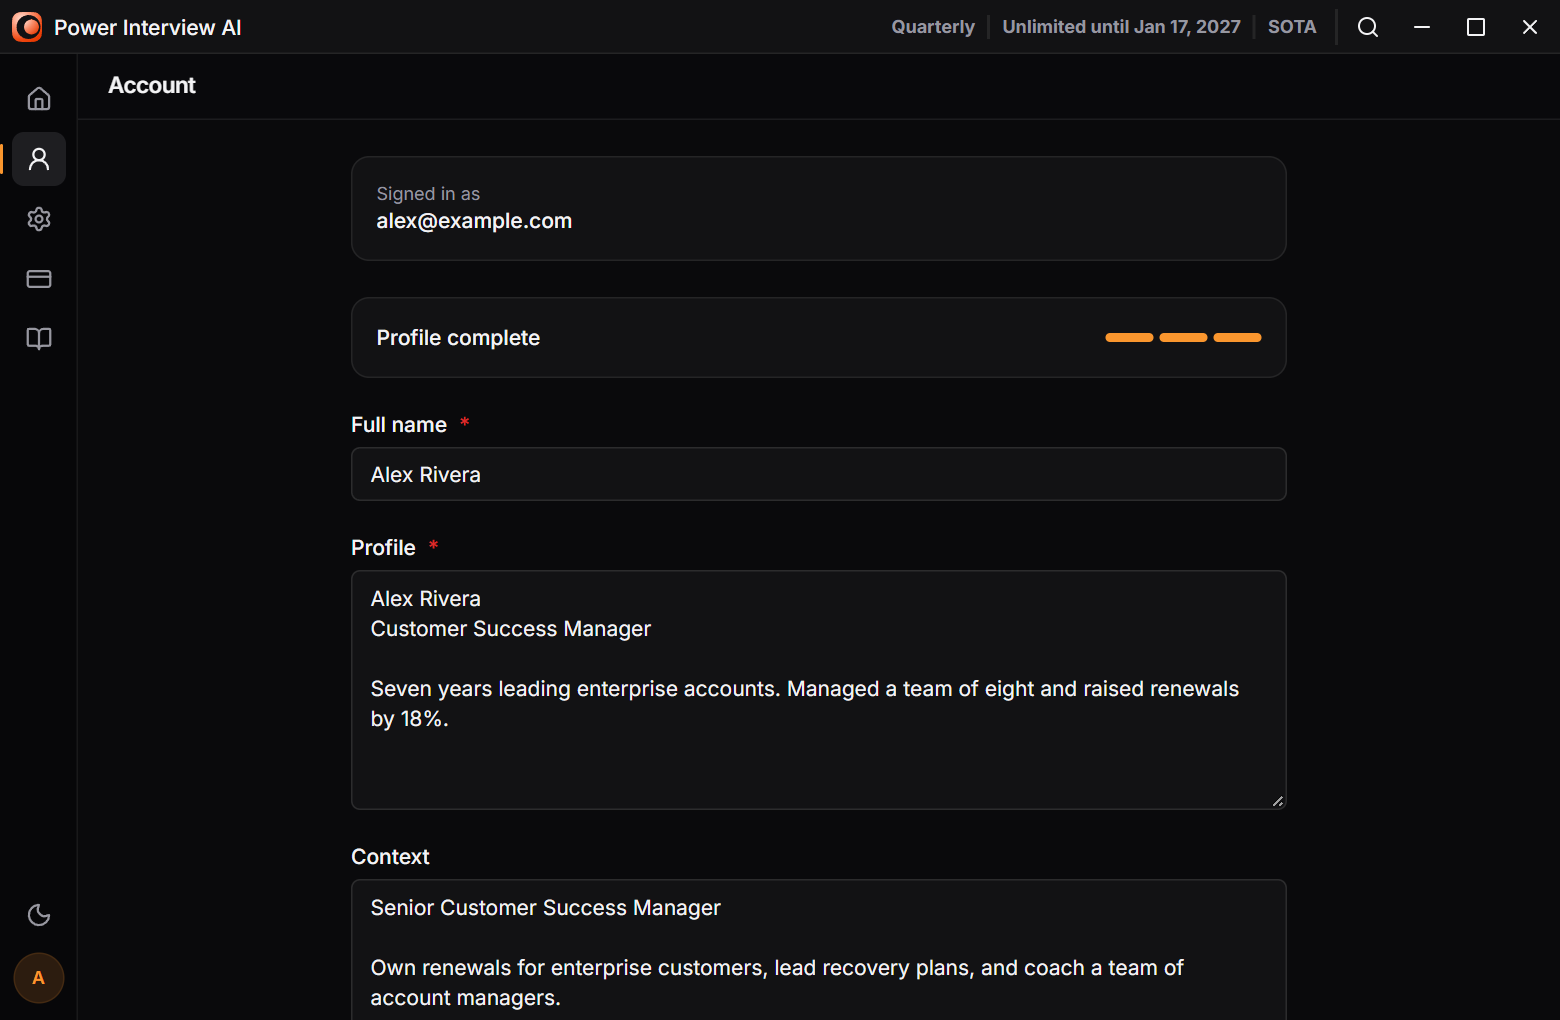 Power Interview AI
Quarterly
Unlimited until Jan 17, 2027
SOTA
Account
Signed in as
alex@example.com
Profile complete
Full name *
Alex Rivera
Profile *
Alex Rivera
Customer Success Manager
Seven years leading enterprise accounts. Managed a team of eight and raised renewals
by 18%.
Context
Senior Customer Success Manager
Own renewals for enterprise customers, lead recovery plans, and coach a team of
account managers.
A